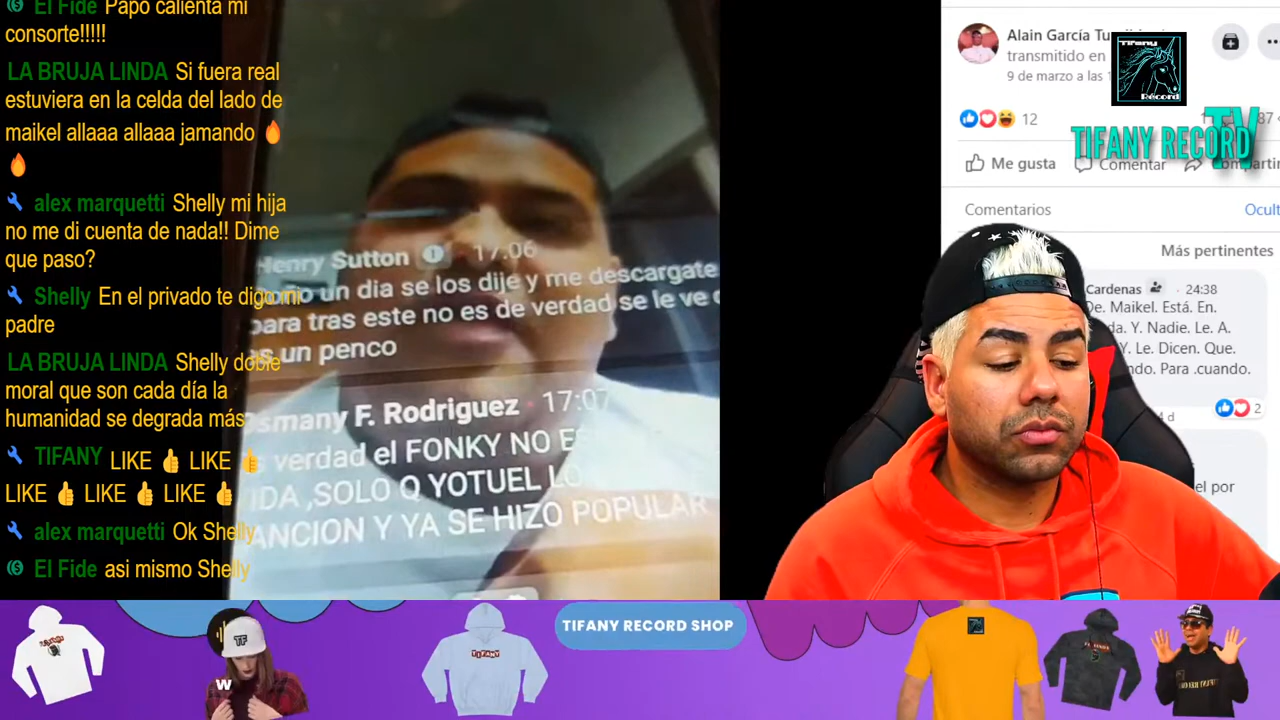 El Fide Papo calienta mi
consorte!!!!!
LA BRUJA LINDA Si fuera real
estuviera en la celda del lado de
maikel allaaa allaaa jamando 🔥
🔥
alex marquetti Shelly mi hija
no me di cuenta de nada!! Dime
que paso?
Shelly En el privado te digo mi
padre
LA BRUJA LINDA Shelly doble
moral que son cada día la
humanidad se degrada más
TIFANY LIKE 👍 LIKE 👍
LIKE 👍 LIKE 👍 LIKE 👍
alex marquetti Ok Shelly
El Fide asi mismo Shelly
Henry Sutton 17:06
un dia se los dije y me descargate
para tras este no es de verdad se le ve
un penco
smany F. Rodriguez · 17:07
verdad el FONKY NO
IDA ,SOLO Q YOTUEL
ANCION Y YA SE HIZO POPULAR
Alain García
transmitido en
9 de marzo a las
Tifany
Récord
TIFANY RECORD
TV
12
Me gusta
Comentar
Comentarios
Ocult
Más pertinentes
Cardenas · 24:38
De. Maikel. Está. En.
Y. Nadie. Le. A.
Y. Le. Dicen. Que.
Para .cuando.
2
4 d
el por
TIFANY RECORD SHOP
TF
W